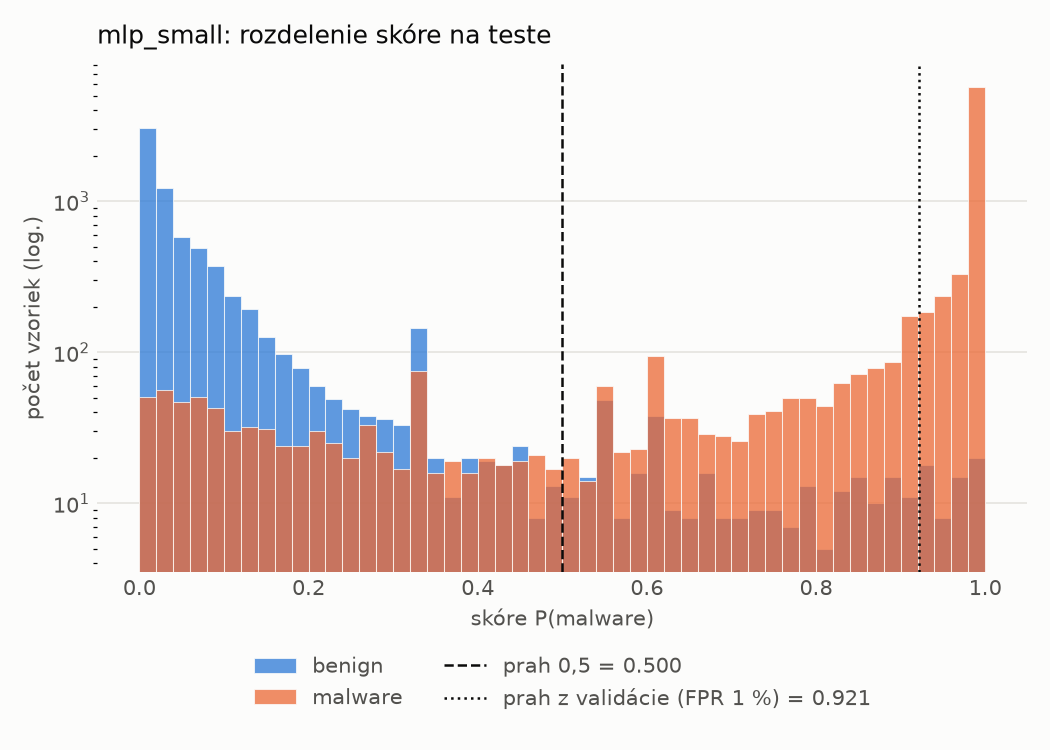 mlp_small: rozdelenie skóre na teste
počet vzoriek (log.)
10³
10²
10¹
0.0 0.2 0.4 0.6 0.8 1.0
skóre P(malware)
benign
malware
prah 0,5 = 0.500
prah z validácie (FPR 1 %) = 0.921